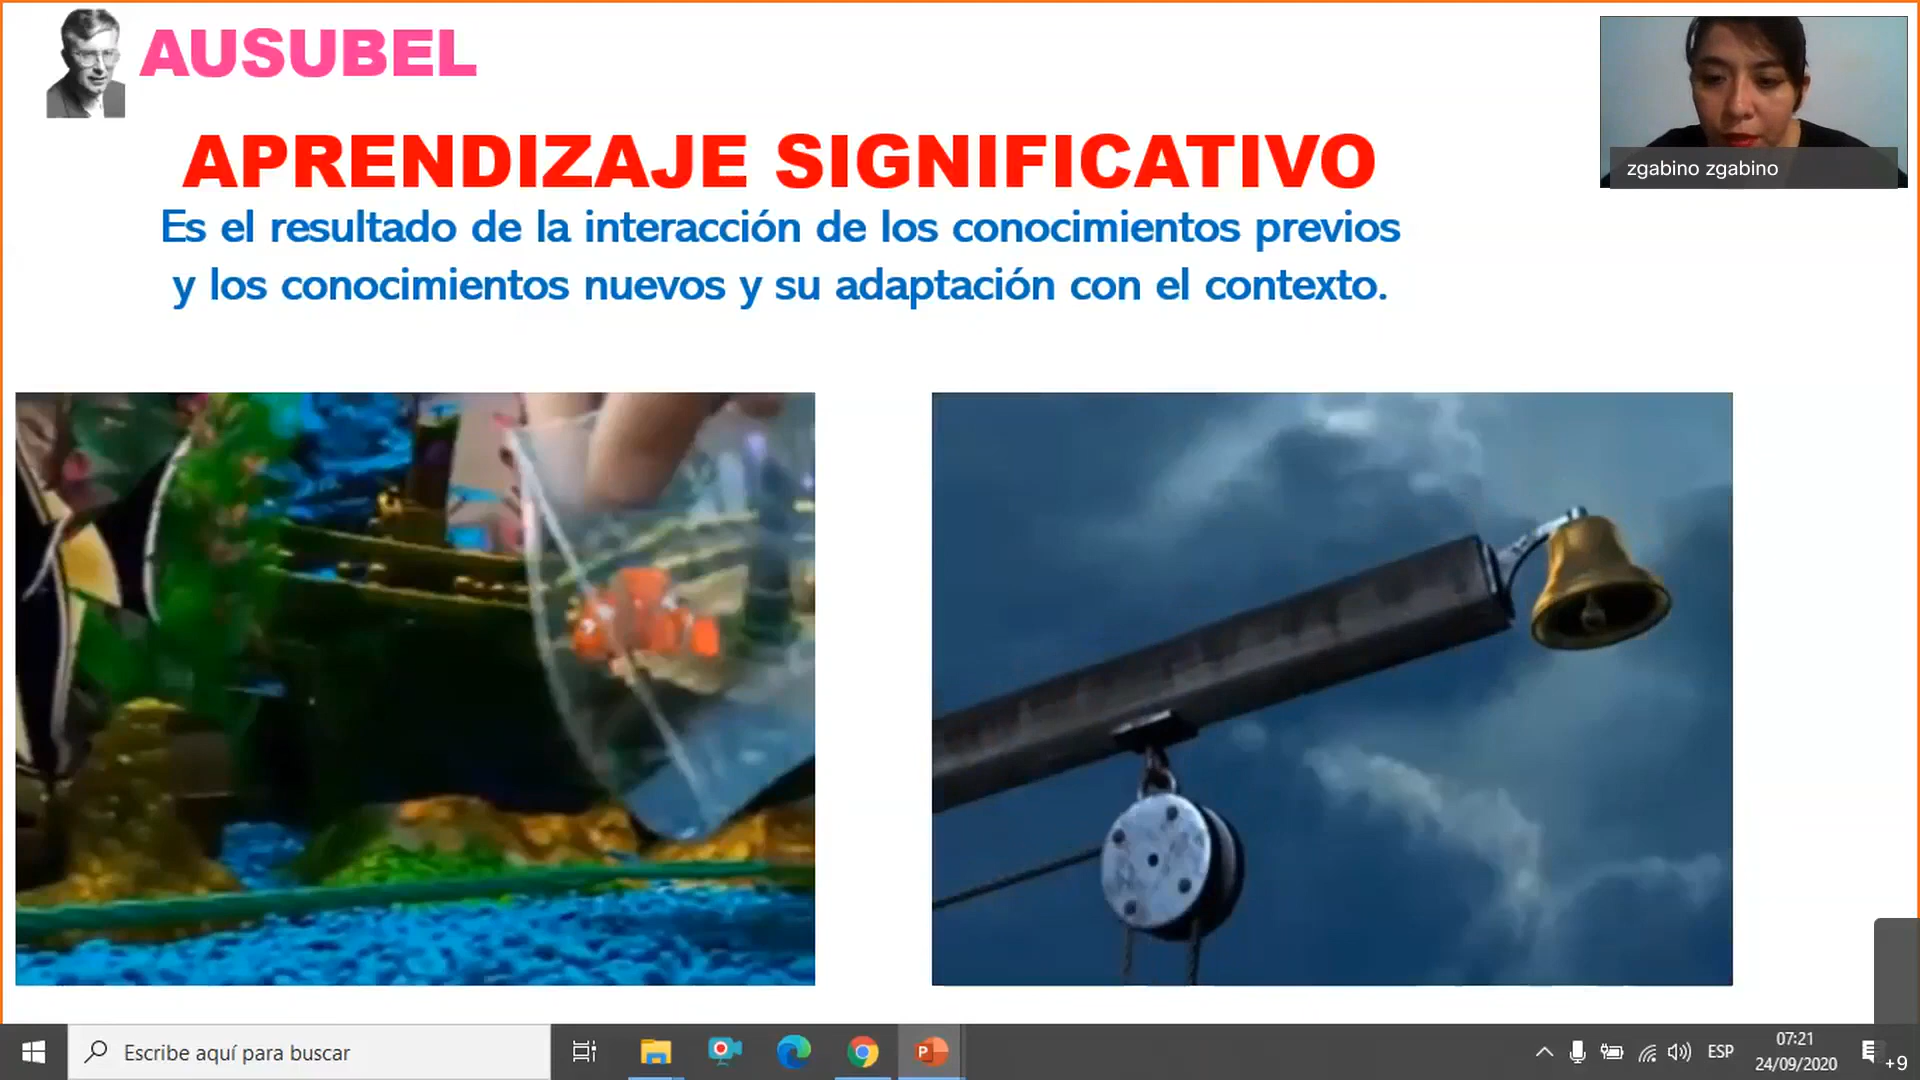 AUSUBEL
APRENDIZAJE SIGNIFICATIVO
Es el resultado de la interacción de los conocimientos previos
y los conocimientos nuevos y su adaptación con el contexto.
zgabino zgabino
Escribe aquí para buscar
P
ESP
07:21
24/09/2020
+9